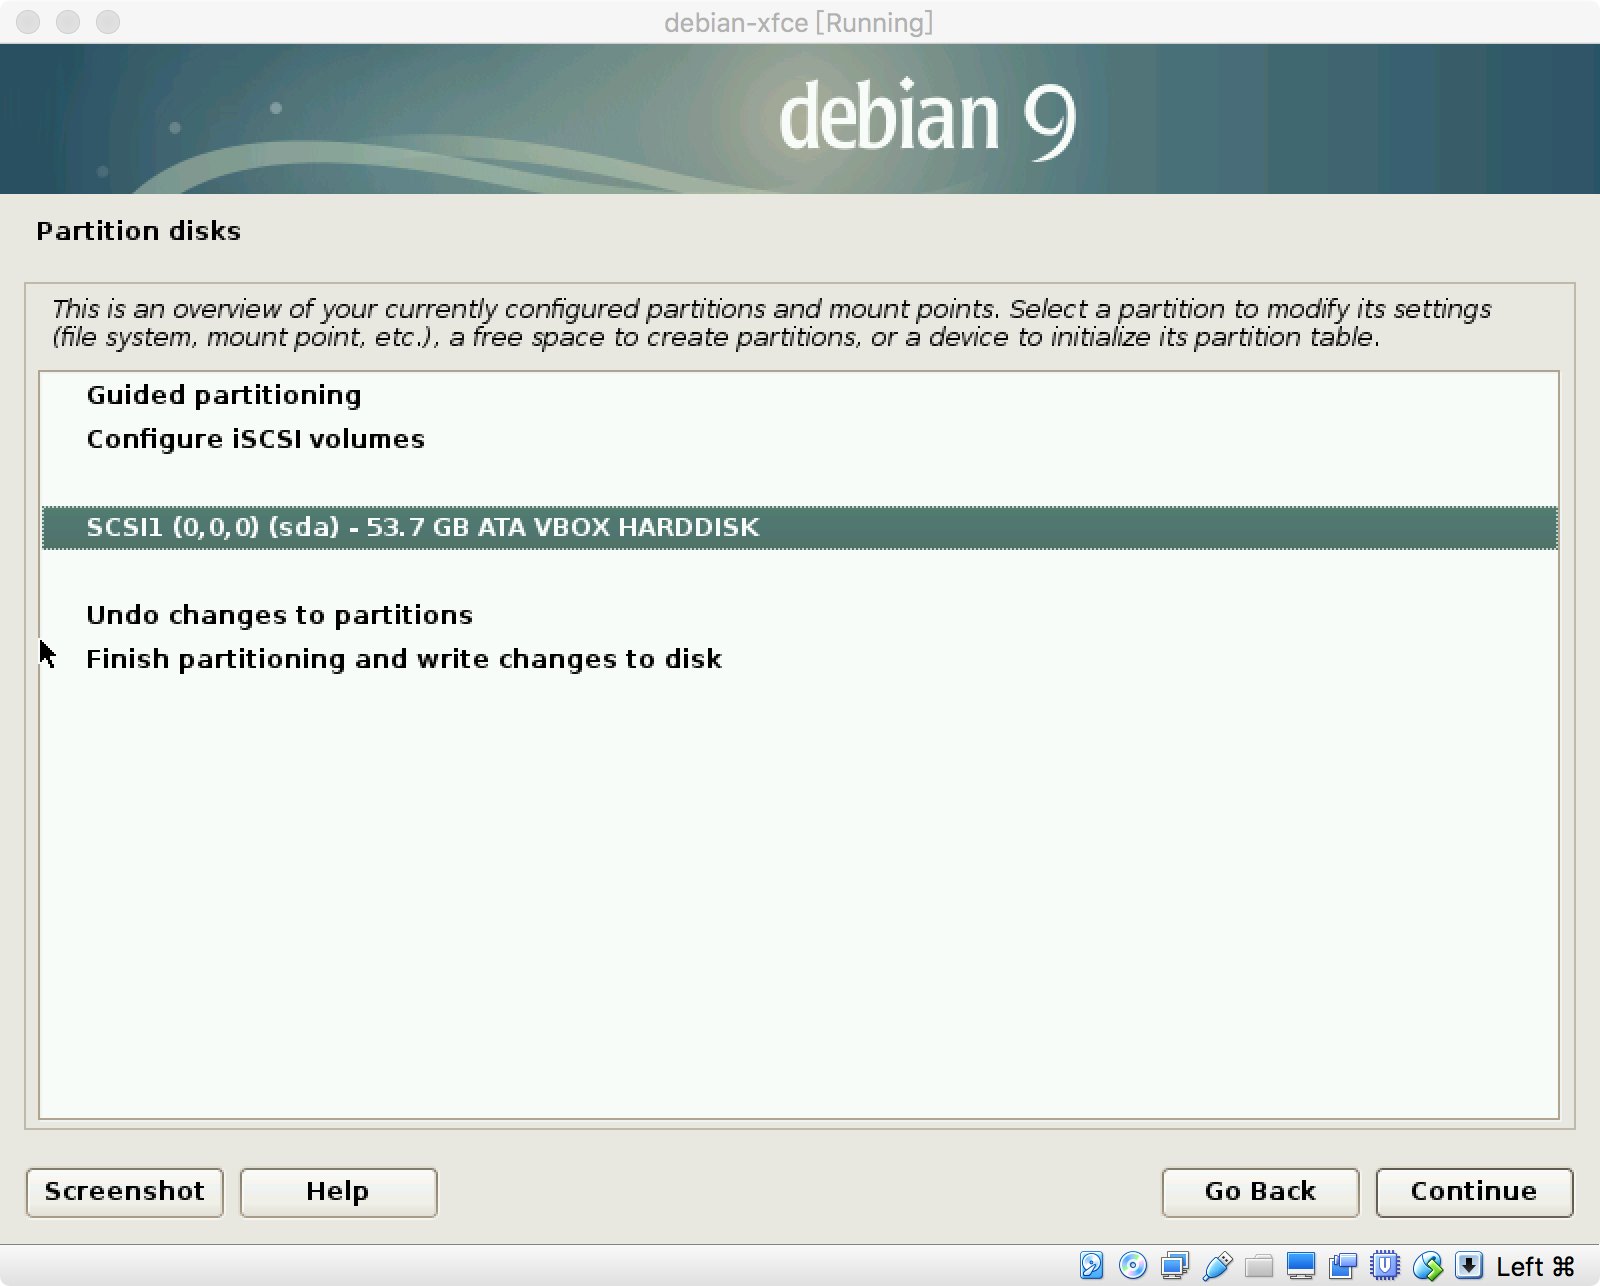 debian-xfce [Running]
debian 9
Partition disks
This is an overview of your currently configured partitions and mount points. Select a partition to modify its settings
(file system, mount point, etc.), a free space to create partitions, or a device to initialize its partition table.
Guided partitioning
Configure iSCSI volumes
SCSI1 (0,0,0) (sda) - 53.7 GB ATA VBOX HARDDISK
Undo changes to partitions
Finish partitioning and write changes to disk
Screenshot
Help
Go Back
Continue
Left ⌘